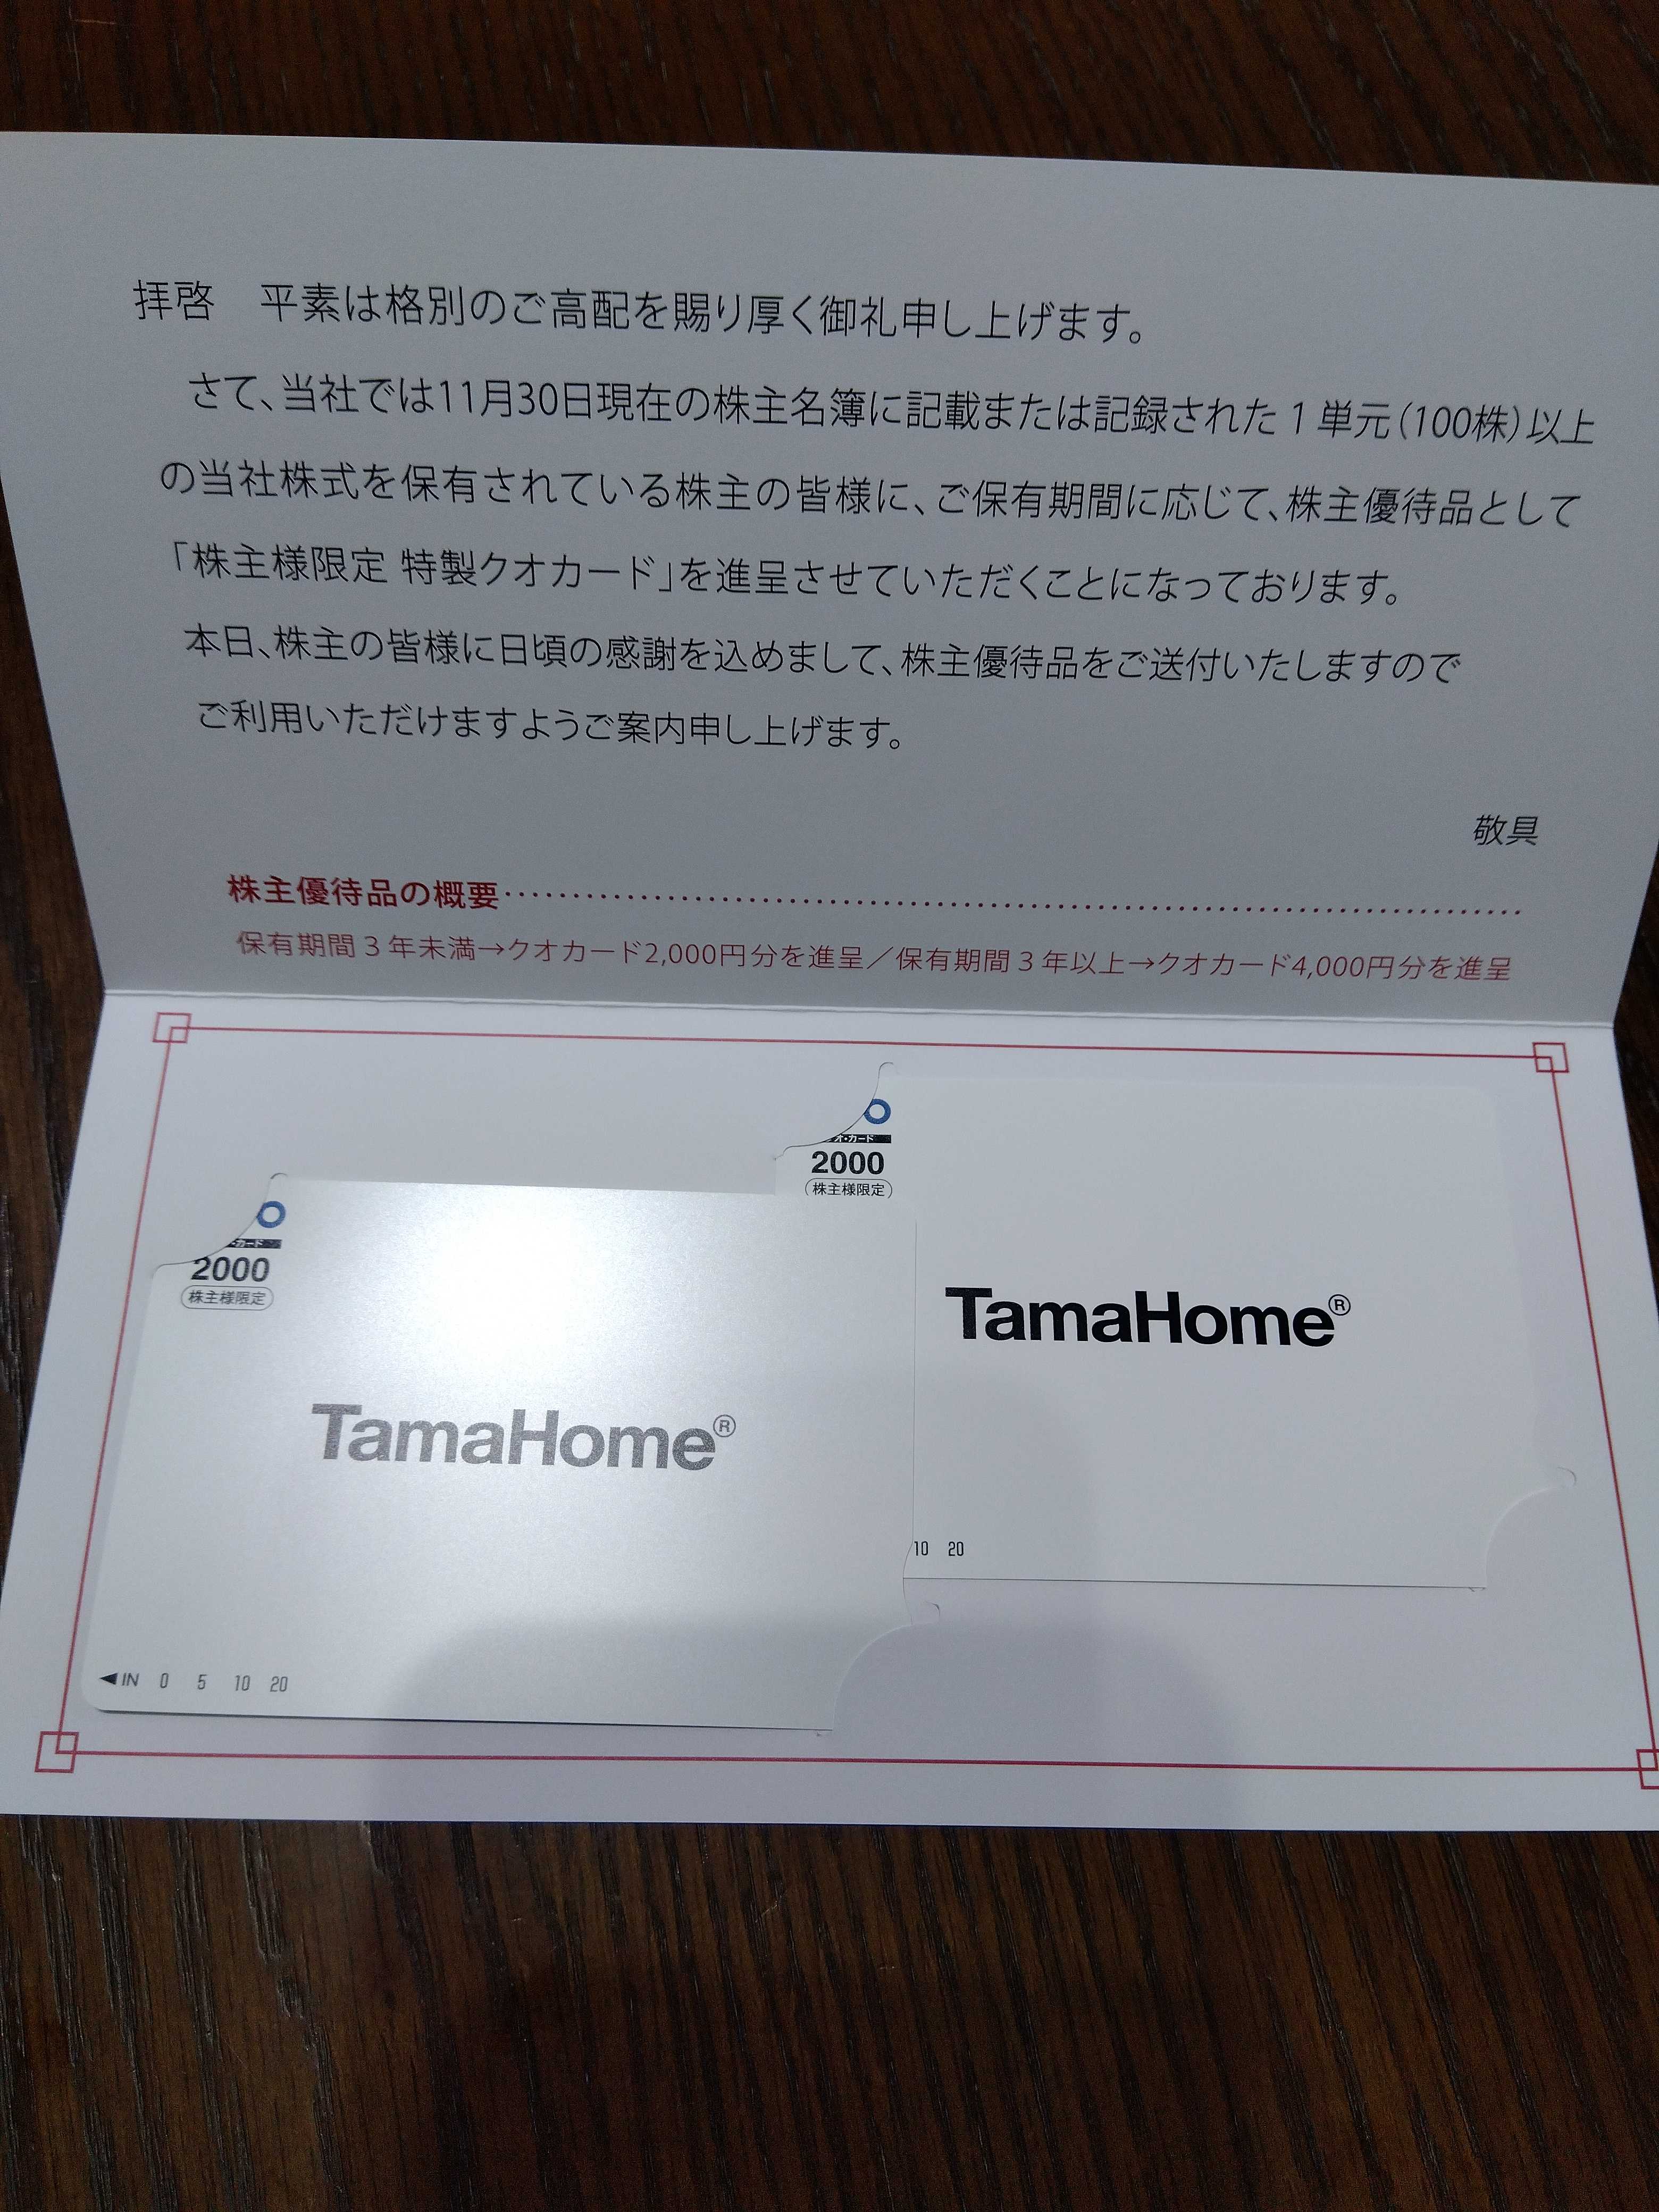 拝啓　平素は格別のご高配を賜り厚く御礼申し上げます。
さて、当社では11月30日現在の株主名簿に記載または記録された１単元（100株）以上
の当社株式を保有されている株主の皆様に、ご保有期間に応じて、株主優待品として
「株主様限定 特製クオカード」を進呈させていただくことになっております。
本日、株主の皆様に日頃の感謝を込めまして、株主優待品をご送付いたしますので
ご利用いただけますようご案内申し上げます。
敬具
株主優待品の概要
保有期間３年未満→クオカード2,000円分を進呈／保有期間３年以上→クオカード4,000円分を進呈
オ・カード
2000
株主様限定
TamaHome®
10 20
・カード
2000
株主様限定
TamaHome®
◀IN 0 5 10 20